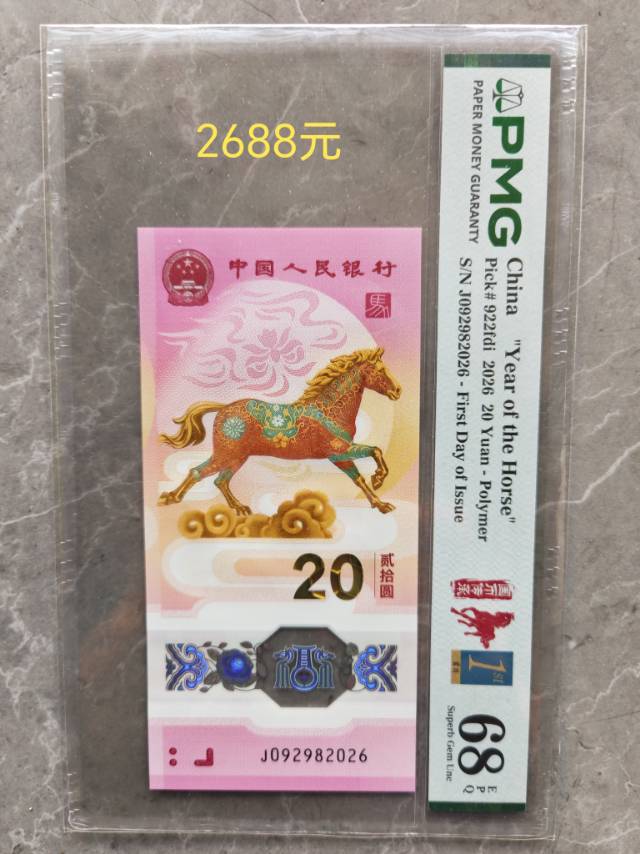 2688元
中国人民银行
馬
20
贰拾圆
J092982026
PMG
PAPER MONEY GUARANTY
China "Year of the Horse"
Pick# 922fdi 2026 20 Yuan - Polymer
S/N J092982026 - First Day of Issue
1ST
68
EPQ
Superb Gem Unc